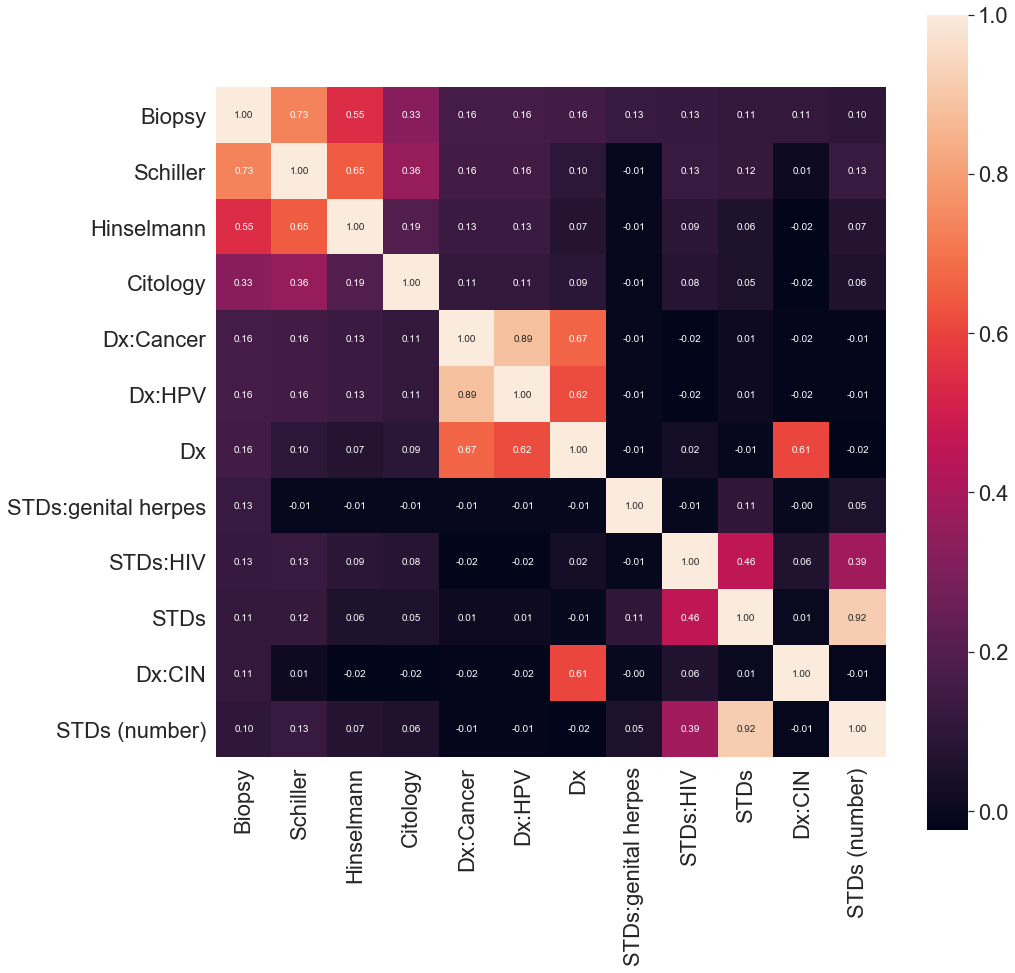 1.0
Biopsy 1.00 0.73 0.55 0.33 0.16 0.16 0.16 0.13 0.13 0.11 0.11 0.10
Schiller 0.73 1.00 0.65 0.36 0.16 0.16 0.10 -0.01 0.13 0.12 0.01 0.13
0.8
Hinselmann 0.55 0.65 1.00 0.19 0.13 0.13 0.07 -0.01 0.09 0.06 -0.02 0.07
Citology 0.33 0.36 0.19 1.00 0.11 0.11 0.09 -0.01 0.08 0.05 -0.02 0.06
0.6
Dx:Cancer 0.16 0.16 0.13 0.11 1.00 0.89 0.67 -0.01 -0.02 0.01 -0.02 -0.01
Dx:HPV 0.16 0.16 0.13 0.11 0.89 1.00 0.62 -0.01 -0.02 0.01 -0.02 -0.01
Dx 0.16 0.10 0.07 0.09 0.67 0.62 1.00 -0.01 0.02 -0.01 0.61 -0.02
0.4
STDs:genital herpes 0.13 -0.01 -0.01 -0.01 -0.01 -0.01 -0.01 1.00 -0.01 0.11 -0.00 0.05
STDs:HIV 0.13 0.13 0.09 0.08 -0.02 -0.02 0.02 -0.01 1.00 0.46 0.06 0.39
STDs 0.11 0.12 0.06 0.05 0.01 0.01 -0.01 0.11 0.46 1.00 0.01 0.92
0.2
Dx:CIN 0.11 0.01 -0.02 -0.02 -0.02 -0.02 0.61 -0.00 0.06 0.01 1.00 -0.01
STDs (number) 0.10 0.13 0.07 0.06 -0.01 -0.01 -0.02 0.05 0.39 0.92 -0.01 1.00
0.0
Biopsy
Schiller
Hinselmann
Citology
Dx:Cancer
Dx:HPV
Dx
STDs:genital herpes
STDs:HIV
STDs
Dx:CIN
STDs (number)